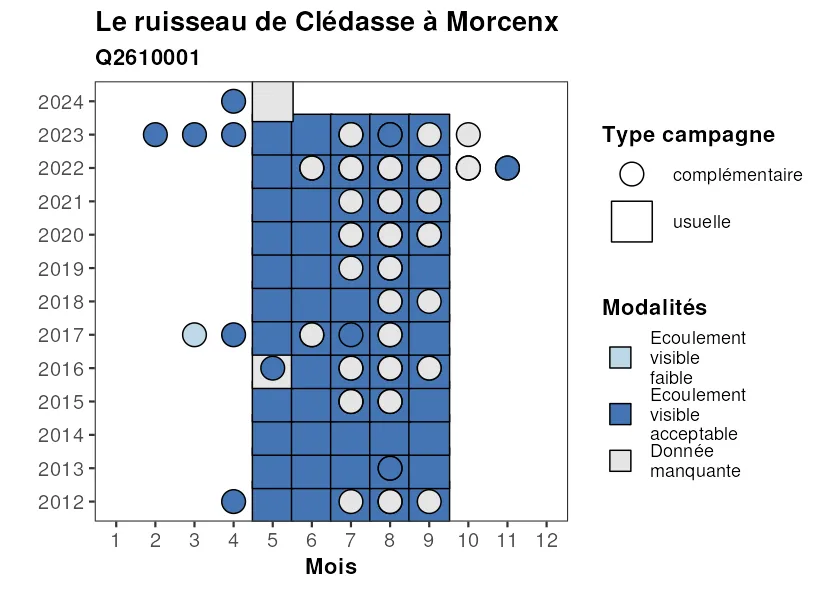 Le ruisseau de Clédasse à Morcenx
Q2610001
2024
2023
2022
2021
2020
2019
2018
2017
2016
2015
2014
2013
2012
1 2 3 4 5 6 7 8 9 10 11 12
Mois
Type campagne
complémentaire
usuelle
Modalités
Ecoulement
visible
faible
Ecoulement
visible
acceptable
Donnée
manquante